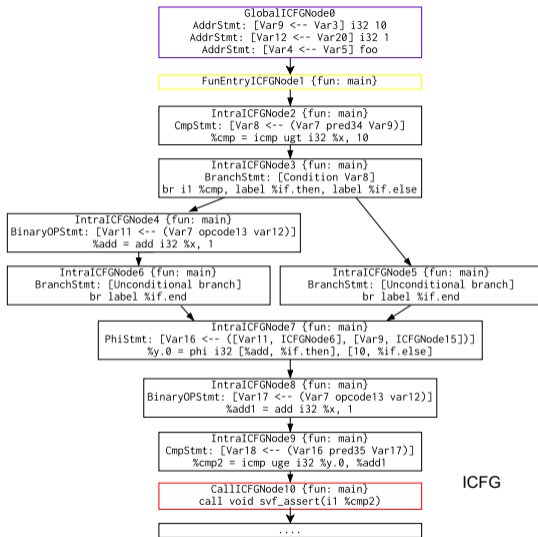 GlobalICFGNode0
AddrStmt: [Var9 <-- Var3] i32 10
AddrStmt: [Var12 <-- Var20] i32 1
AddrStmt: [Var4 <-- Var5] foo
FunEntryICFGNode1 {fun: main}
IntraICFGNode2 {fun: main}
CmpStmt: [Var8 <-- (Var7 pred34 Var9)]
%cmp = icmp ugt i32 %x, 10
IntraICFGNode3 {fun: main}
BranchStmt: [Condition Var8]
br i1 %cmp, label %if.then, label %if.else
IntraICFGNode4 {fun: main}
BinaryOPStmt: [Var11 <-- (Var7 opcode13 var12)]
%add = add i32 %x, 1
IntraICFGNode6 {fun: main}
BranchStmt: [Unconditional branch]
br label %if.end
IntraICFGNode5 {fun: main}
BranchStmt: [Unconditional branch]
br label %if.end
IntraICFGNode7 {fun: main}
PhiStmt: [Var16 <-- ([Var11, ICFGNode6], [Var9, ICFGNode15])]
%y.0 = phi i32 [%add, %if.then], [10, %if.else]
IntraICFGNode8 {fun: main}
BinaryOPStmt: [Var17 <-- (Var7 opcode13 var12)]
%add1 = add i32 %x, 1
IntraICFGNode9 {fun: main}
CmpStmt: [Var18 <-- (Var16 pred35 Var17)]
%cmp2 = icmp uge i32 %y.0, %add1
ICFG
CallICFGNode10 {fun: main}
call void svf_assert(i1 %cmp2)
....